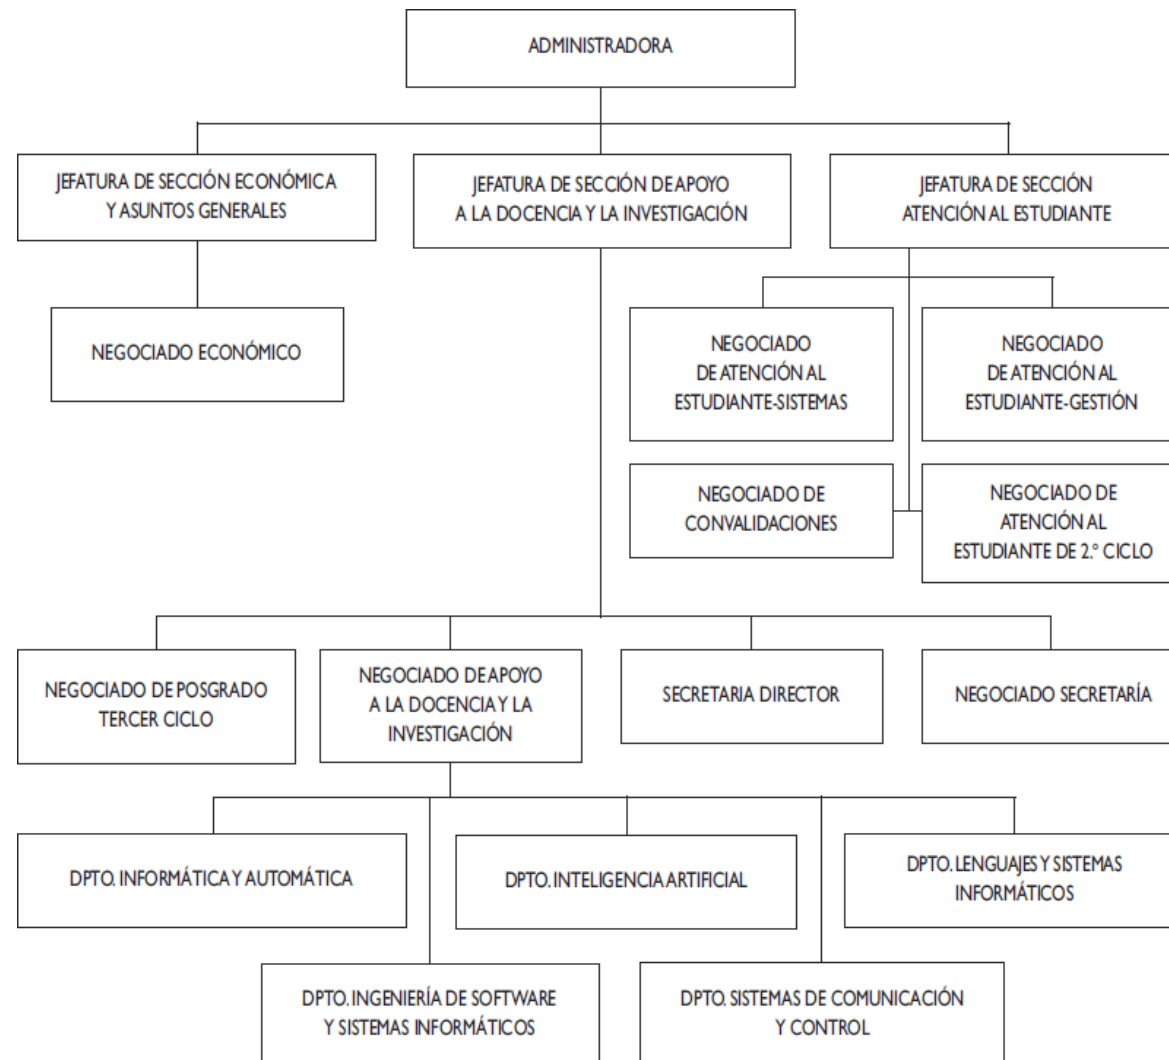 ADMINISTRADORA
JEFATURA DE SECCIÓN ECONÓMICA
Y ASUNTOS GENERALES
JEFATURA DE SECCIÓN DE APOYO
A LA DOCENCIA Y LA INVESTIGACIÓN
JEFATURA DE SECCIÓN
ATENCIÓN AL ESTUDIANTE
NEGOCIADO ECONÓMICO
NEGOCIADO
DE ATENCIÓN AL
ESTUDIANTE-SISTEMAS
NEGOCIADO
DE ATENCIÓN AL
ESTUDIANTE-GESTIÓN
NEGOCIADO DE
CONVALIDACIONES
NEGOCIADO DE
ATENCIÓN AL
ESTUDIANTE DE 2.º CICLO
NEGOCIADO DE POSGRADO
TERCER CICLO
NEGOCIADO DE APOYO
A LA DOCENCIA Y LA
INVESTIGACIÓN
SECRETARIA DIRECTOR
NEGOCIADO SECRETARÍA
DPTO. INFORMÁTICA Y AUTOMÁTICA
DPTO. INTELIGENCIA ARTIFICIAL
DPTO. LENGUAJES Y SISTEMAS
INFORMÁTICOS
DPTO. INGENIERÍA DE SOFTWARE
Y SISTEMAS INFORMÁTICOS
DPTO. SISTEMAS DE COMUNICACIÓN
Y CONTROL